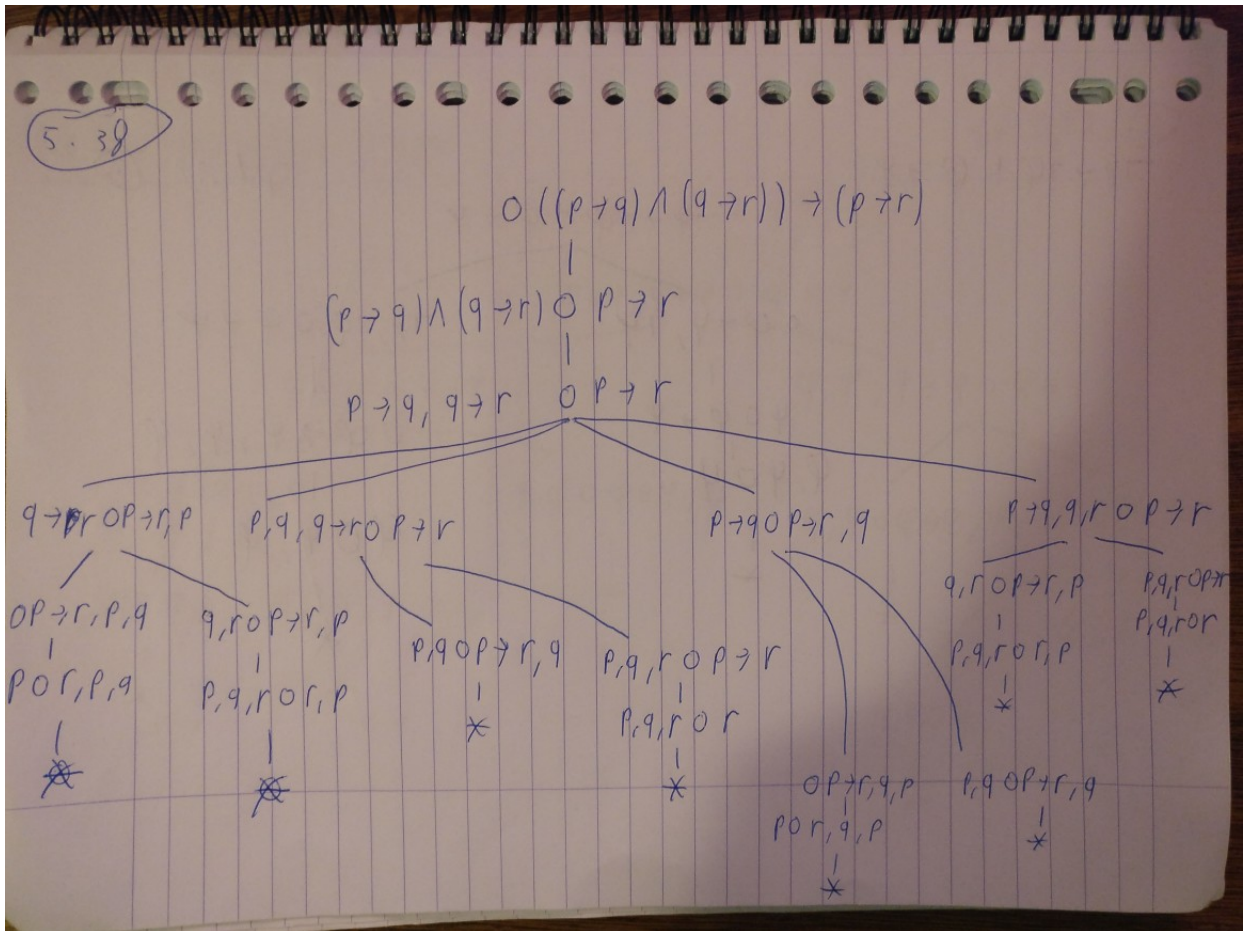 5.38
O ((p→q)∧(q→r))→(p→r)
(p→q)∧(q→r) O p→r
p→q, q→r O p→r
q→r O p→r, p
p, q, q→r O p→r
p→q O p→r, q
p→q, q, r O p→r
O p→r, p, q
q, r O p→r, p
p, q O p→r, q
p, q, r O p→r
q, r O p→r, p
p, q, r O p→r
p O r, p, q
p, q, r O r, p
*
p, q, r O r
p, q, r O r, p
p, q, r O r
*
*
*
*
*
O p→r, q, p
p, q O p→r, q
p O r, q, p
*
*